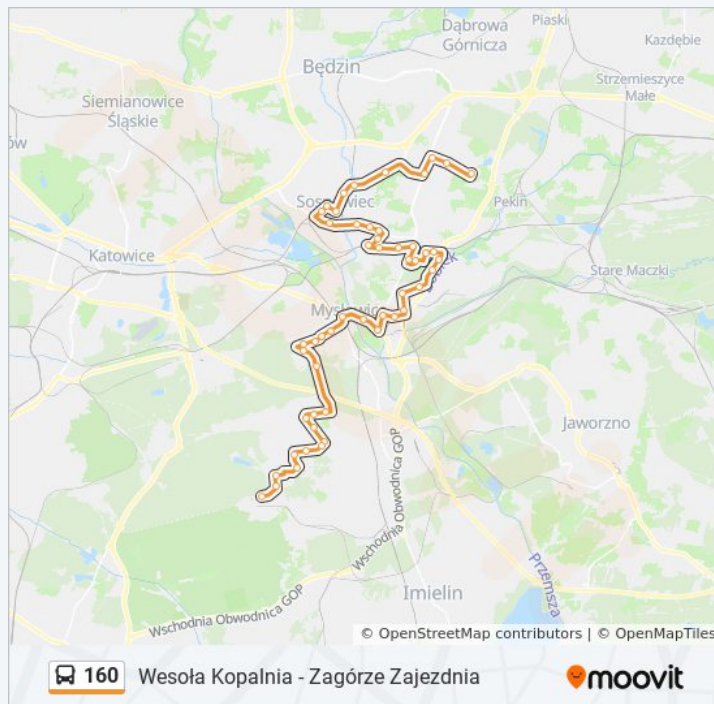 Dąbrowa
Górnicza
Piaski
Kazdębie
Będzin
Strzemieszyce
Małe
Siemianowice
Śląskie
ów
Sosnowiec
Pekin
Katowice
Stare Maczki
Mysłowice
Jaworzno
Wschodnia Obwodnica GOP
Przemsza
Imielin
Wschodnia Obwodnica GOP
© OpenStreetMap contributors | © OpenMapTiles
160 Wesoła Kopalnia - Zagórze Zajezdnia
moovit